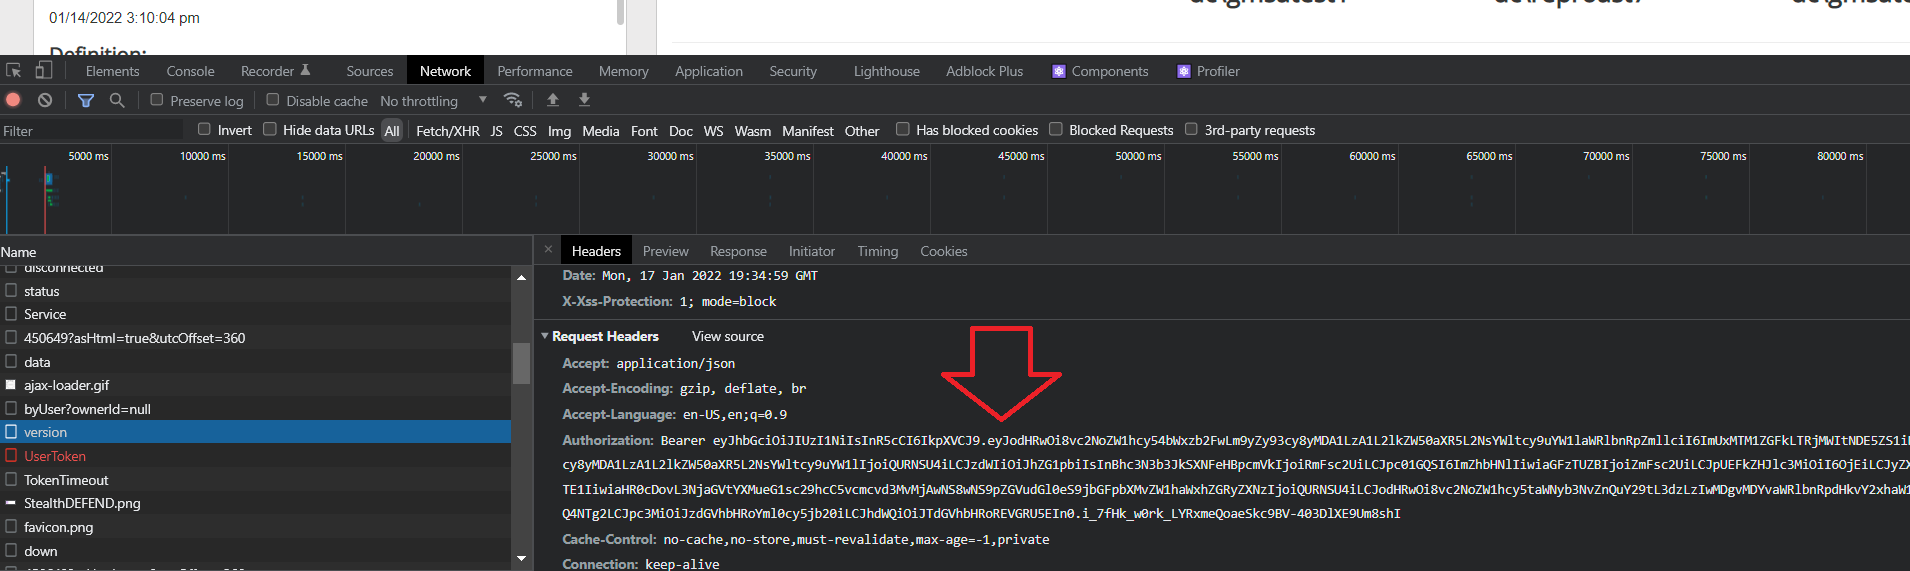 01/14/2022 3:10:04 pm
Definition:
Elements Console Recorder Sources Network Performance Memory Application Security Lighthouse Adblock Plus Components Profiler
Preserve log Disable cache No throttling
Filter Invert Hide data URLs All Fetch/XHR JS CSS Img Media Font Doc WS Wasm Manifest Other Has blocked cookies Blocked Requests 3rd-party requests
5000 ms 10000 ms 15000 ms 20000 ms 25000 ms 30000 ms 35000 ms 40000 ms 45000 ms 50000 ms 55000 ms 60000 ms 65000 ms 70000 ms 75000 ms 80000 ms
Name
disconnected
status
Service
450649?asHtml=true&utcOffset=360
data
ajax-loader.gif
byUser?ownerId=null
version
UserToken
TokenTimeout
StealthDEFEND.png
favicon.png
down
× Headers Preview Response Initiator Timing Cookies
Date: Mon, 17 Jan 2022 19:34:59 GMT
X-Xss-Protection: 1; mode=block
Request Headers View source
Accept: application/json
Accept-Encoding: gzip, deflate, br
Accept-Language: en-US,en;q=0.9
Authorization: Bearer
Cache-Control: no-cache,no-store,must-revalidate,max-age=-1,private
Connection: keep-alive